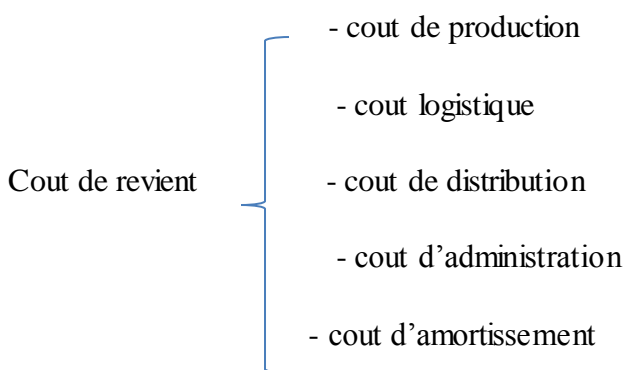 - cout de production
- cout logistique
Cout de revient - cout de distribution
- cout d’administration
- cout d’amortissement